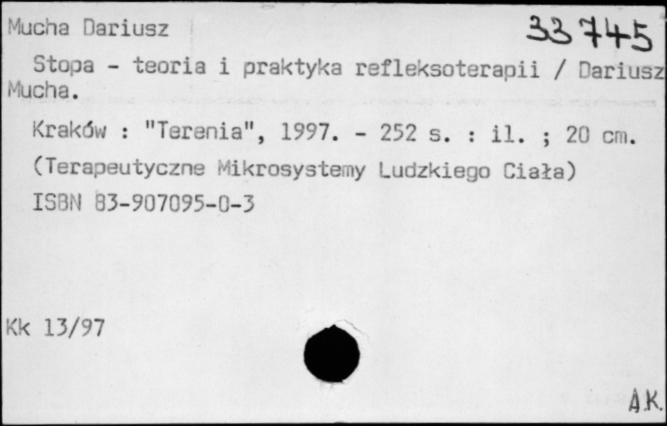 Mucha Dariusz 33745
Stopa - teoria i praktyka refleksoterapii / Dariusz
Mucha.
Kraków : "Terenia", 1997. - 252 s. : il. ; 20 cm.
(Terapeutyczne Mikrosystemy Ludzkiego Ciała)
ISBN 83-907095-0-3
Kk 13/97
A.K.